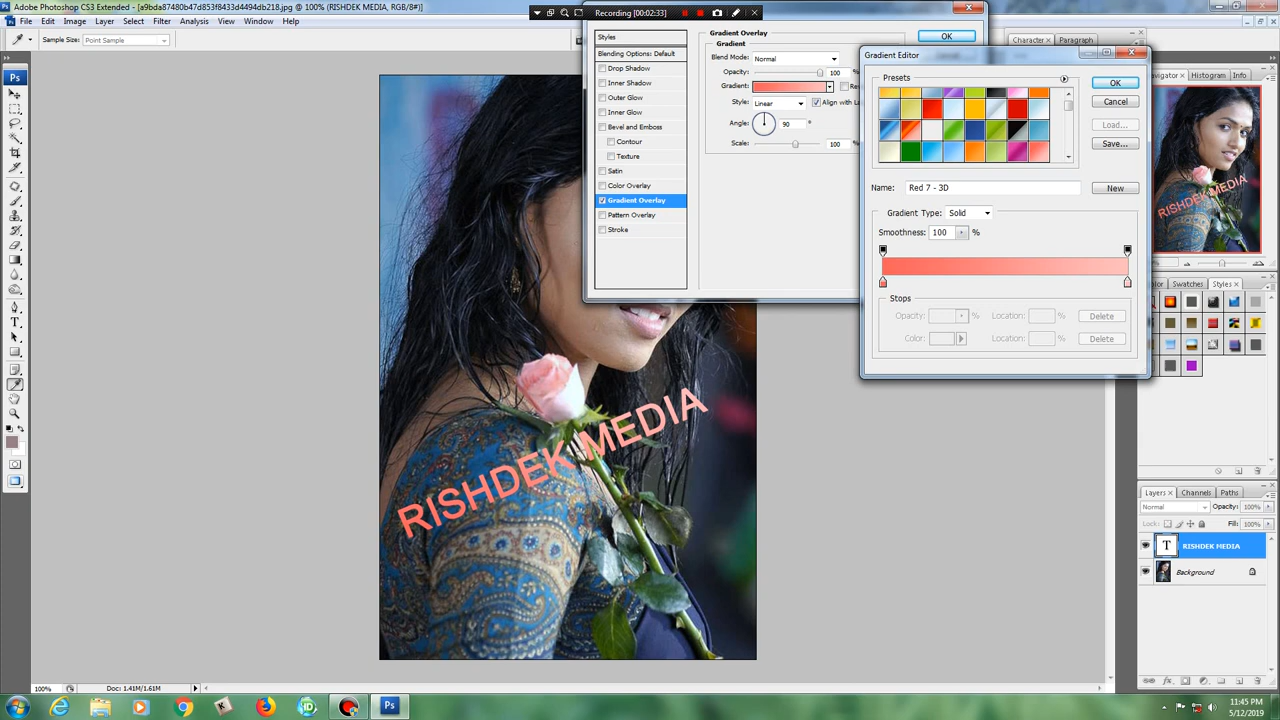 Adobe Photoshop CS3 Extended - [a9bda87480b47d853f8433d4494db218.jpg @ 100% (RISHDEK MEDIA, RGB/8#)]
Recording [00:02:33]
File Edit Image Layer Select Filter Analysis View Window Help
Sample Size: Point Sample
Styles
Blending Options: Default
Drop Shadow
Inner Shadow
Outer Glow
Inner Glow
Bevel and Emboss
Contour
Texture
Satin
Color Overlay
Gradient Overlay
Pattern Overlay
Stroke
Gradient Overlay
Gradient
Blend Mode: Normal
Opacity: 100 %
Gradient:
Style: Linear Align with La
Angle: 90 °
Scale: 100
OK
Character Paragraph
Gradient Editor
Presets
OK
Cancel
Load...
Save...
Name: Red 7 - 3D
New
Gradient Type: Solid
Smoothness: 100 %
Stops
Opacity: % Location: % Delete
Color: Location: % Delete
avigator Histogram Info
RISHDEK MEDIA
olor Swatches Styles
RISHDEK MEDIA
Layers Channels Paths
Normal Opacity: 100%
Lock: Fill: 100%
T RISHDEK MEDIA
Background
100% Doc: 1.41M/1.61M
Ps
11:45 PM
5/12/2019